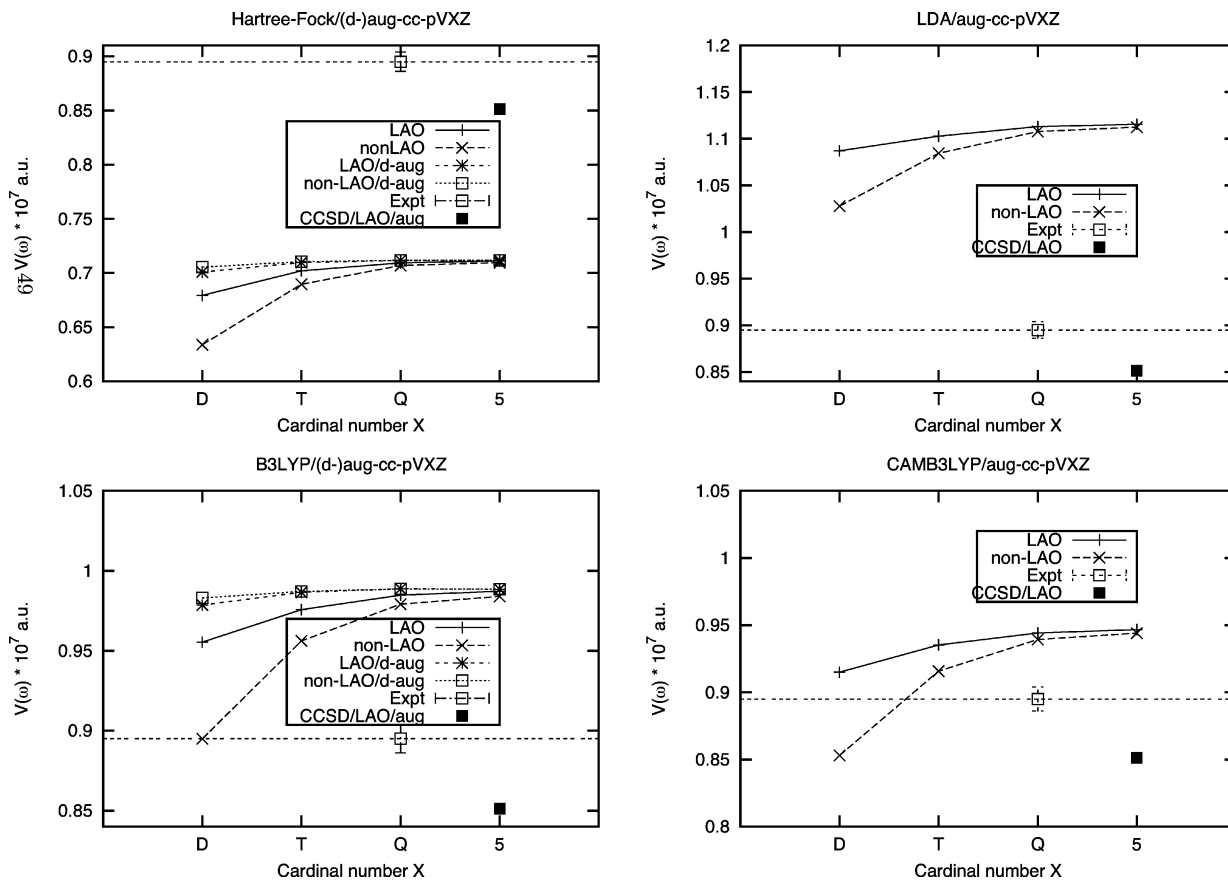 Hartree-Fock/(d-)aug-cc-pVXZ
0.9
0.85
0.8
0.75
0.7
0.65
0.6
49
V(ω) * 10⁷ a.u.
LAO
nonLAO
LAO/d-aug
non-LAO/d-aug
Expt
CCSD/LAO/aug
D T Q 5
Cardinal number X
LDA/aug-cc-pVXZ
1.2
1.15
1.1
1.05
1
0.95
0.9
0.85
V(ω) * 10⁷ a.u.
LAO
non-LAO
Expt
CCSD/LAO
D T Q 5
Cardinal number X
B3LYP/(d-)aug-cc-pVXZ
1.05
1
0.95
0.9
0.85
V(ω) * 10⁷ a.u.
LAO
non-LAO
LAO/d-aug
non-LAO/d-aug
Expt
CCSD/LAO/aug
D T Q 5
Cardinal number X
CAMB3LYP/aug-cc-pVXZ
1.05
1
0.95
0.9
0.85
0.8
V(ω) * 10⁷ a.u.
LAO
non-LAO
Expt
CCSD/LAO
D T Q 5
Cardinal number X